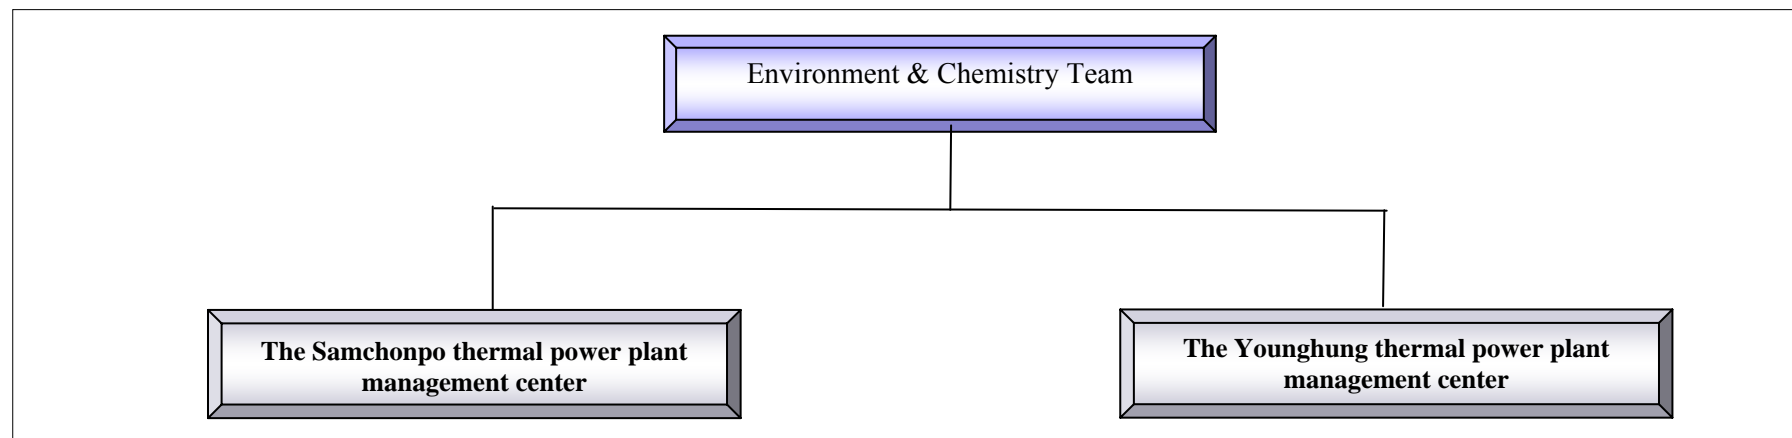 Environment & Chemistry Team
The Samchonpo thermal power plant
management center
The Younghung thermal power plant
management center